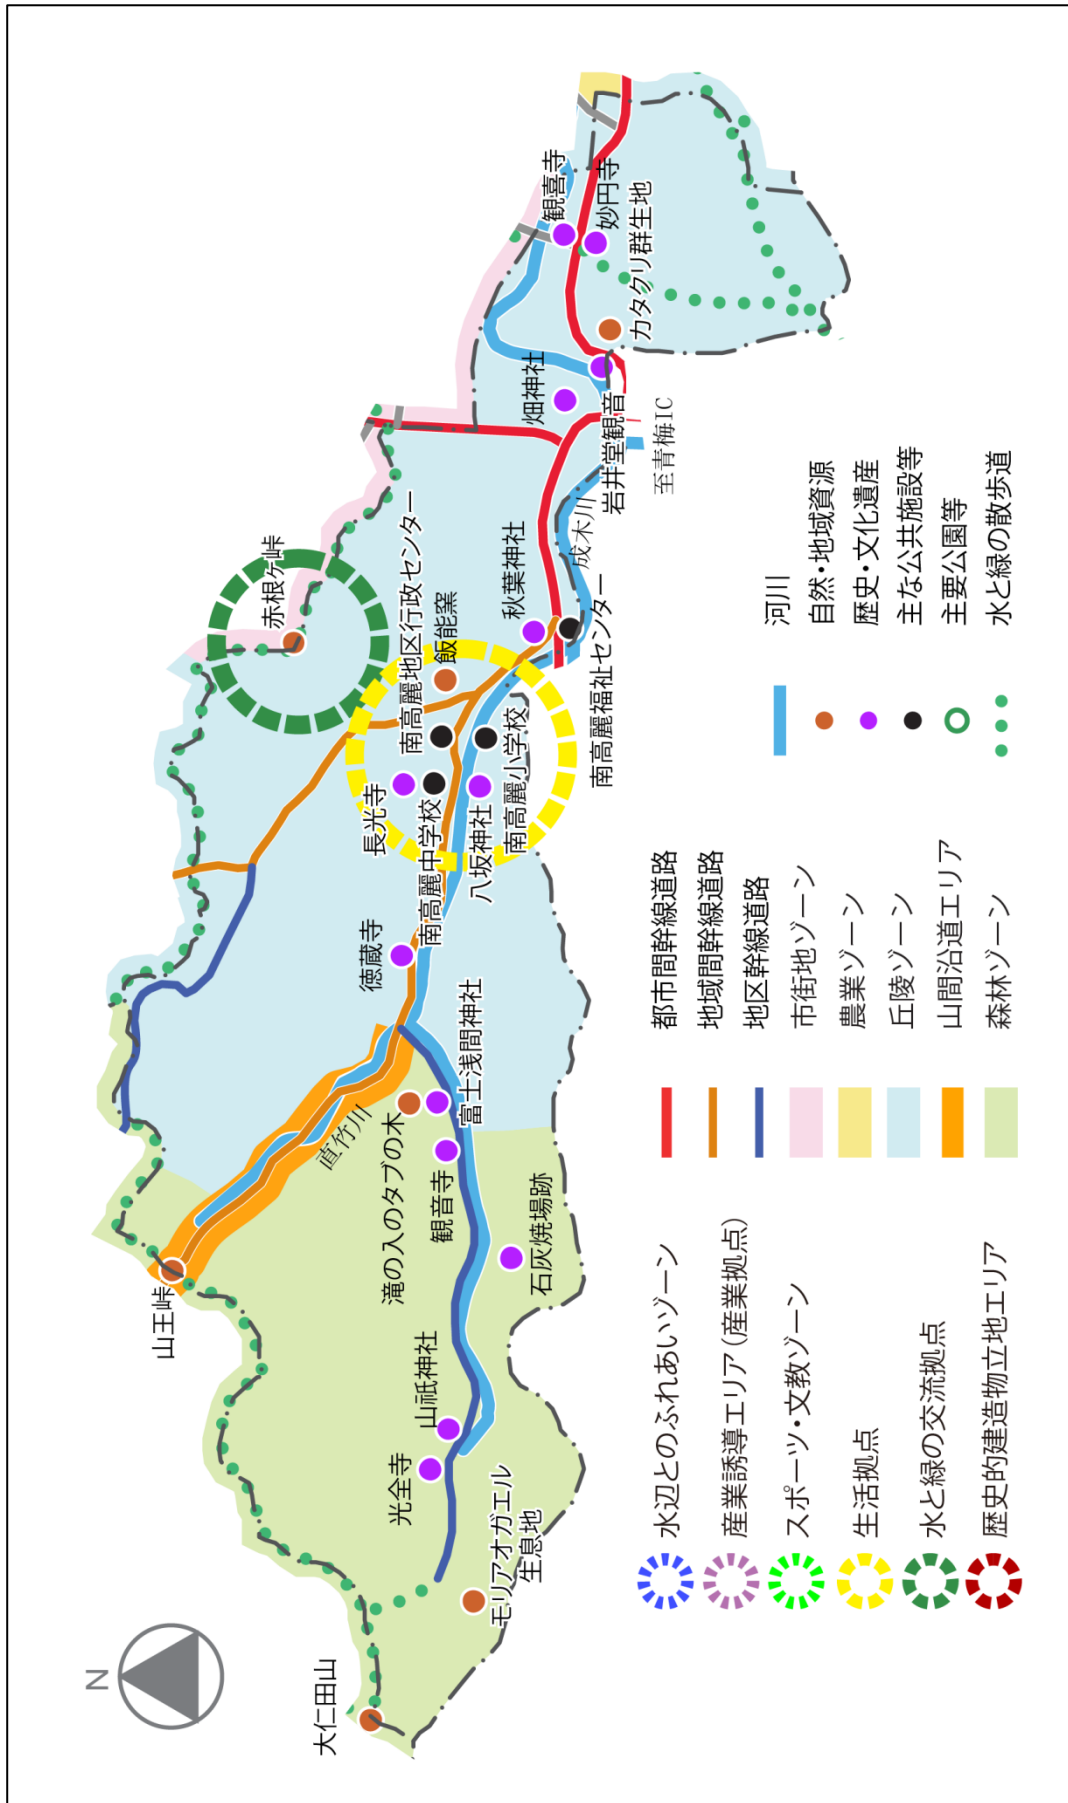 N
大仁田山
山王峠
赤根ケ峠
モリアオガエル
生息地
光全寺
山祇神社
石灰焼場跡
観音寺
滝の入のタブの木
富士浅間神社
直竹川
徳蔵寺
長光寺
南高麗中学校
八坂神社
南高麗小学校
南高麗地区行政センター
飯能窯
秋葉神社
南高麗福祉センター
成木川
畑神社
岩井堂観音
至青梅IC
カタクリ群生地
観喜寺
妙円寺
水辺とのふれあいゾーン
産業誘導エリア(産業拠点)
スポーツ・文教ゾーン
生活拠点
水と緑の交流拠点
歴史的建造物立地エリア
都市間幹線道路
地域間幹線道路
地区幹線道路
市街地ゾーン
農業ゾーン
丘陵ゾーン
山間沿道エリア
森林ゾーン
河川
自然・地域資源
歴史・文化遺産
主な公共施設等
主要公園等
水と緑の散歩道